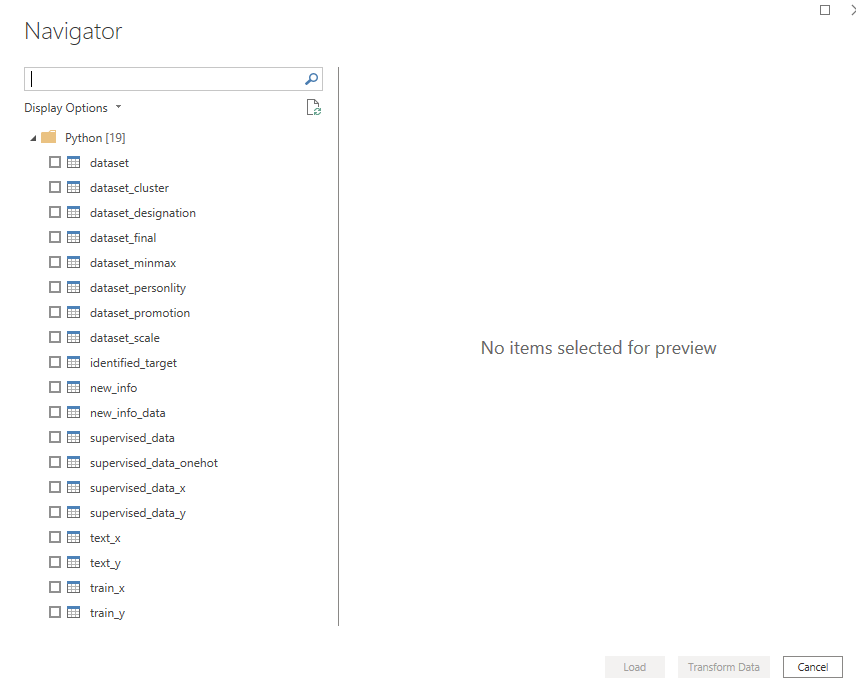 Navigator
Display Options
Python [19]
dataset
dataset_cluster
dataset_designation
dataset_final
dataset_minmax
dataset_personlity
dataset_promotion
dataset_scale
identified_target
new_info
new_info_data
supervised_data
supervised_data_onehot
supervised_data_x
supervised_data_y
text_x
text_y
train_x
train_y
No items selected for preview
Load
Transform Data
Cancel